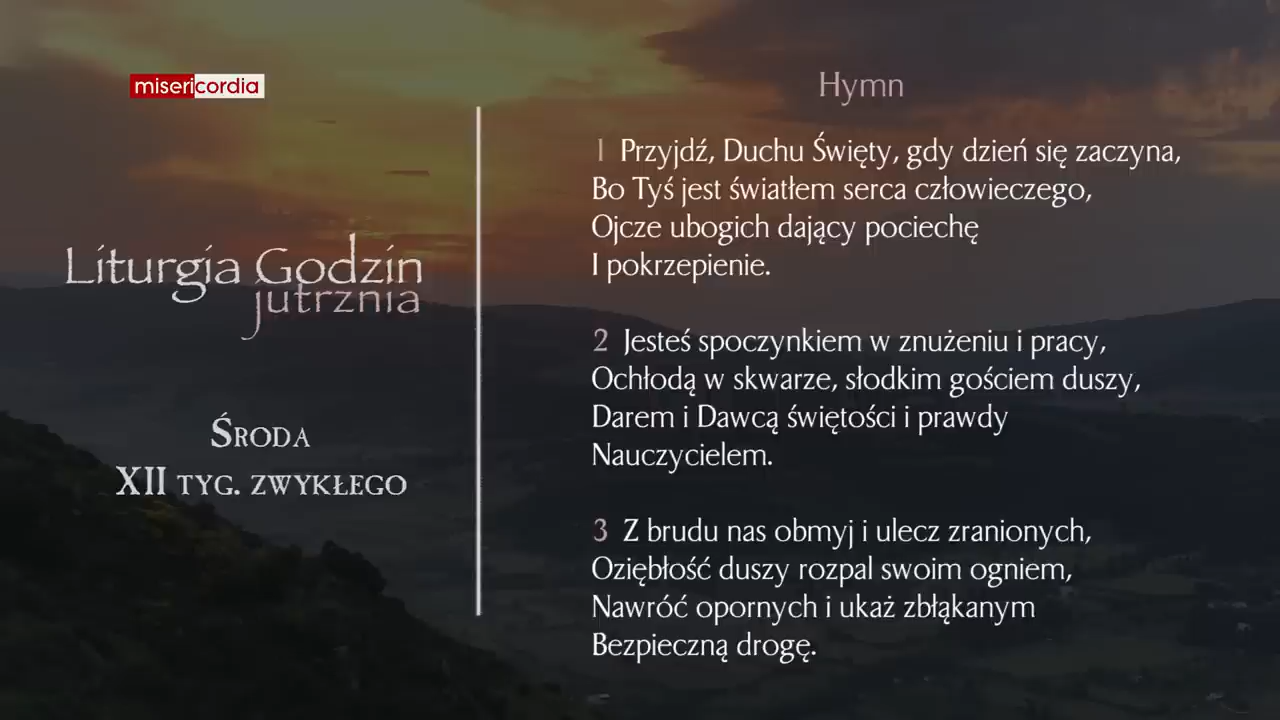 misericordia
Liturgia Godzin
jutrznia
Środa
XII tyg. zwykłego
Hymn
1 Przyjdź, Duchu Święty, gdy dzień się zaczyna,
Bo Tyś jest światłem serca człowieczego,
Ojcze ubogich dający pociechę
I pokrzepienie.
2 Jesteś spoczynkiem w znużeniu i pracy,
Ochłodą w skwarze, słodkim gościem duszy,
Darem i Dawcą świętości i prawdy
Nauczycielem.
3 Z brudu nas obmyj i ulecz zranionych,
Oziębłość duszy rozpal swoim ogniem,
Nawróć opornych i ukaż zbłąkanym
Bezpieczną drogę.